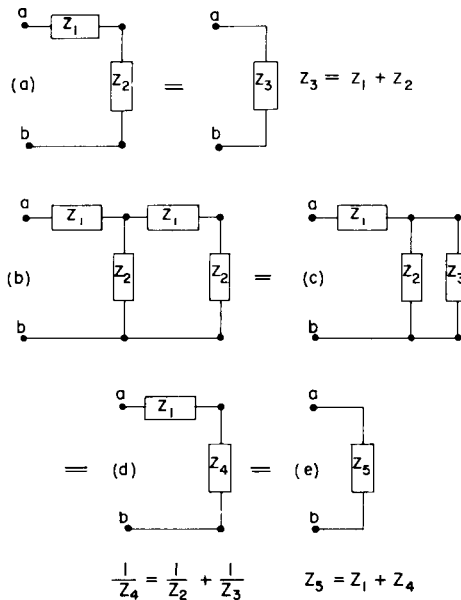 a
Z₁
a
(a)
Z₂
=
Z₃
Z₃ = Z₁ + Z₂
b
b
a
Z₁
Z₁
a
Z₁
(b)
Z₂
Z₂
=
(c)
Z₂
Z₃
b
b
a
Z₁
a
=
(d)
Z₄
=
(e)
Z₅
b
b
1/Z₄ = 1/Z₂ + 1/Z₃
Z₅ = Z₁ + Z₄